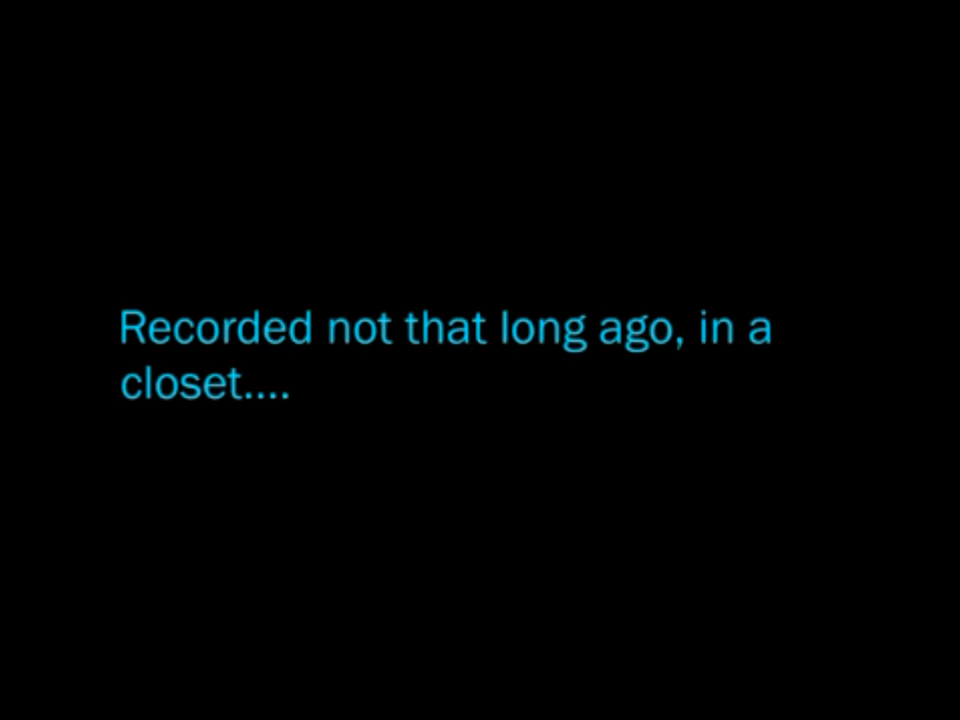 Recorded not that long ago, in a
closet....